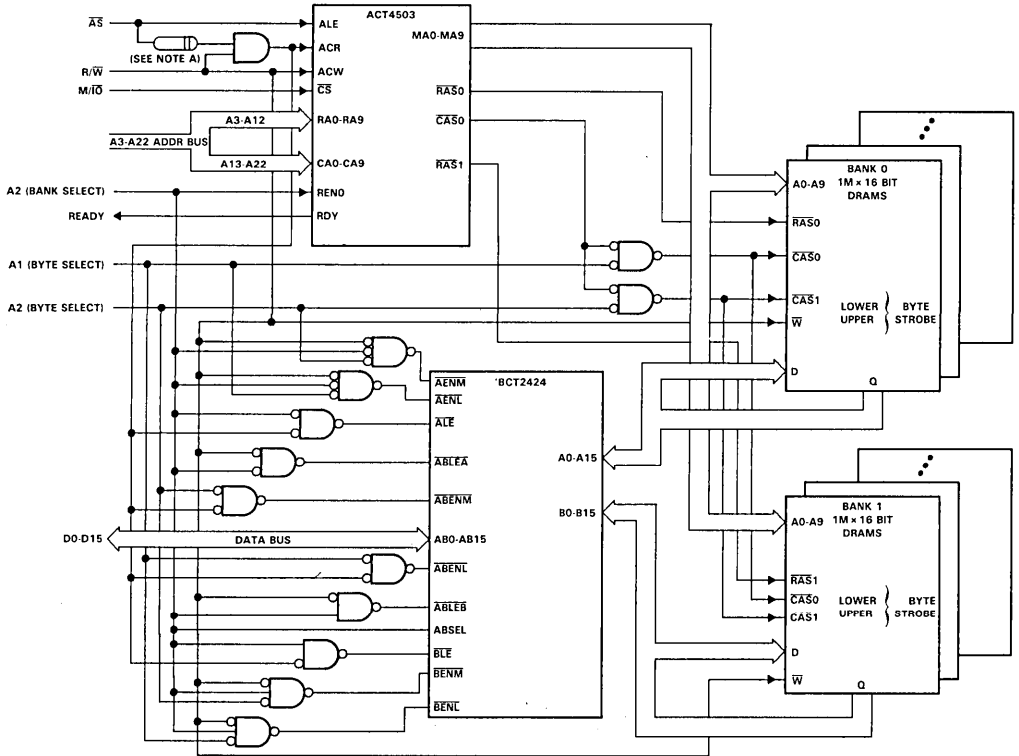 ACT4503
AS
ALE
MA0-MA9
(SEE NOTE A)
ACR
R/W
ACW
M/IO
CS
RAS0
A3-A12
RA0-RA9
CAS0
A3-A22 ADDR BUS
A13-A22
CA0-CA9
RAS1
A2 (BANK SELECT)
REN0
READY
RDY
A1 (BYTE SELECT)
A2 (BYTE SELECT)
BANK 0
1M × 16 BIT
DRAMS
A0-A9
RAS0
CAS0
CAS1
LOWER
UPPER
BYTE
STROBE
W
D
Q
'BCT2424
AENM
AENL
ALE
ABLEA
ABENM
A0-A15
B0-B15
D0-D15
DATA BUS
AB0-AB15
ABENL
ABLEB
ABSEL
BLE
BENM
BENL
BANK 1
1M × 16 BIT
DRAMS
A0-A9
RAS1
CAS0
CAS1
LOWER
UPPER
BYTE
STROBE
D
W
Q